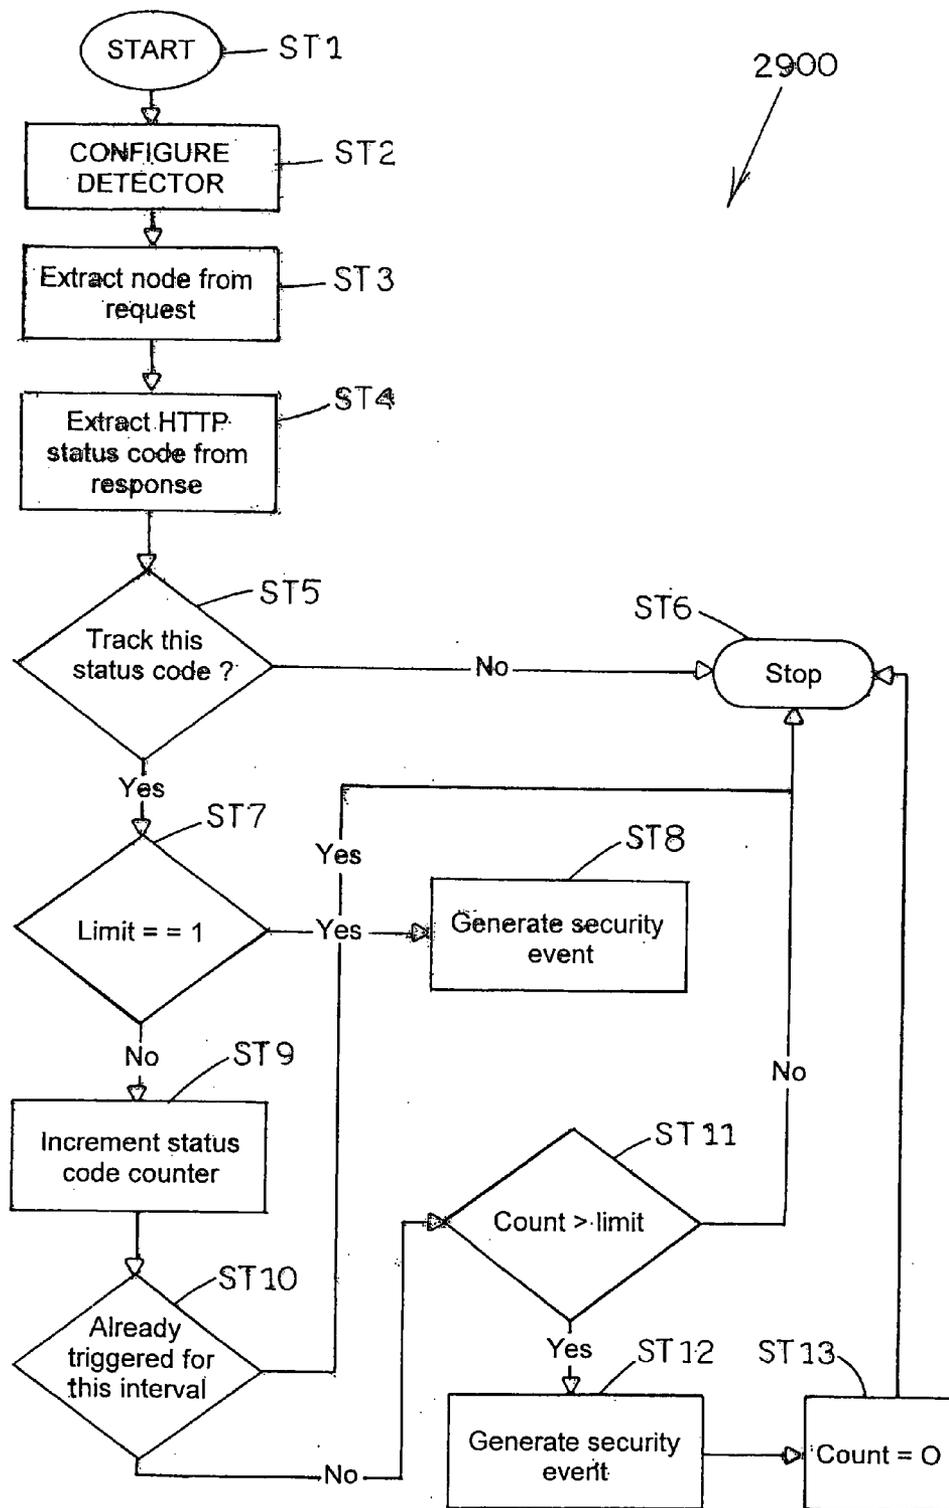 START
ST1
2900
CONFIGURE
DETECTOR
ST2
Extract node from
request
ST3
Extract HTTP
status code from
response
ST4
Track this
status code ?
ST5
No
ST6
Stop
Yes
ST7
Limit = = 1
Yes
Yes
ST8
Generate security
event
No
ST9
Increment status
code counter
No
ST11
Count > limit
ST10
Already
triggered for
this interval
Yes
ST12
ST13
Generate security
event
Count = O
No